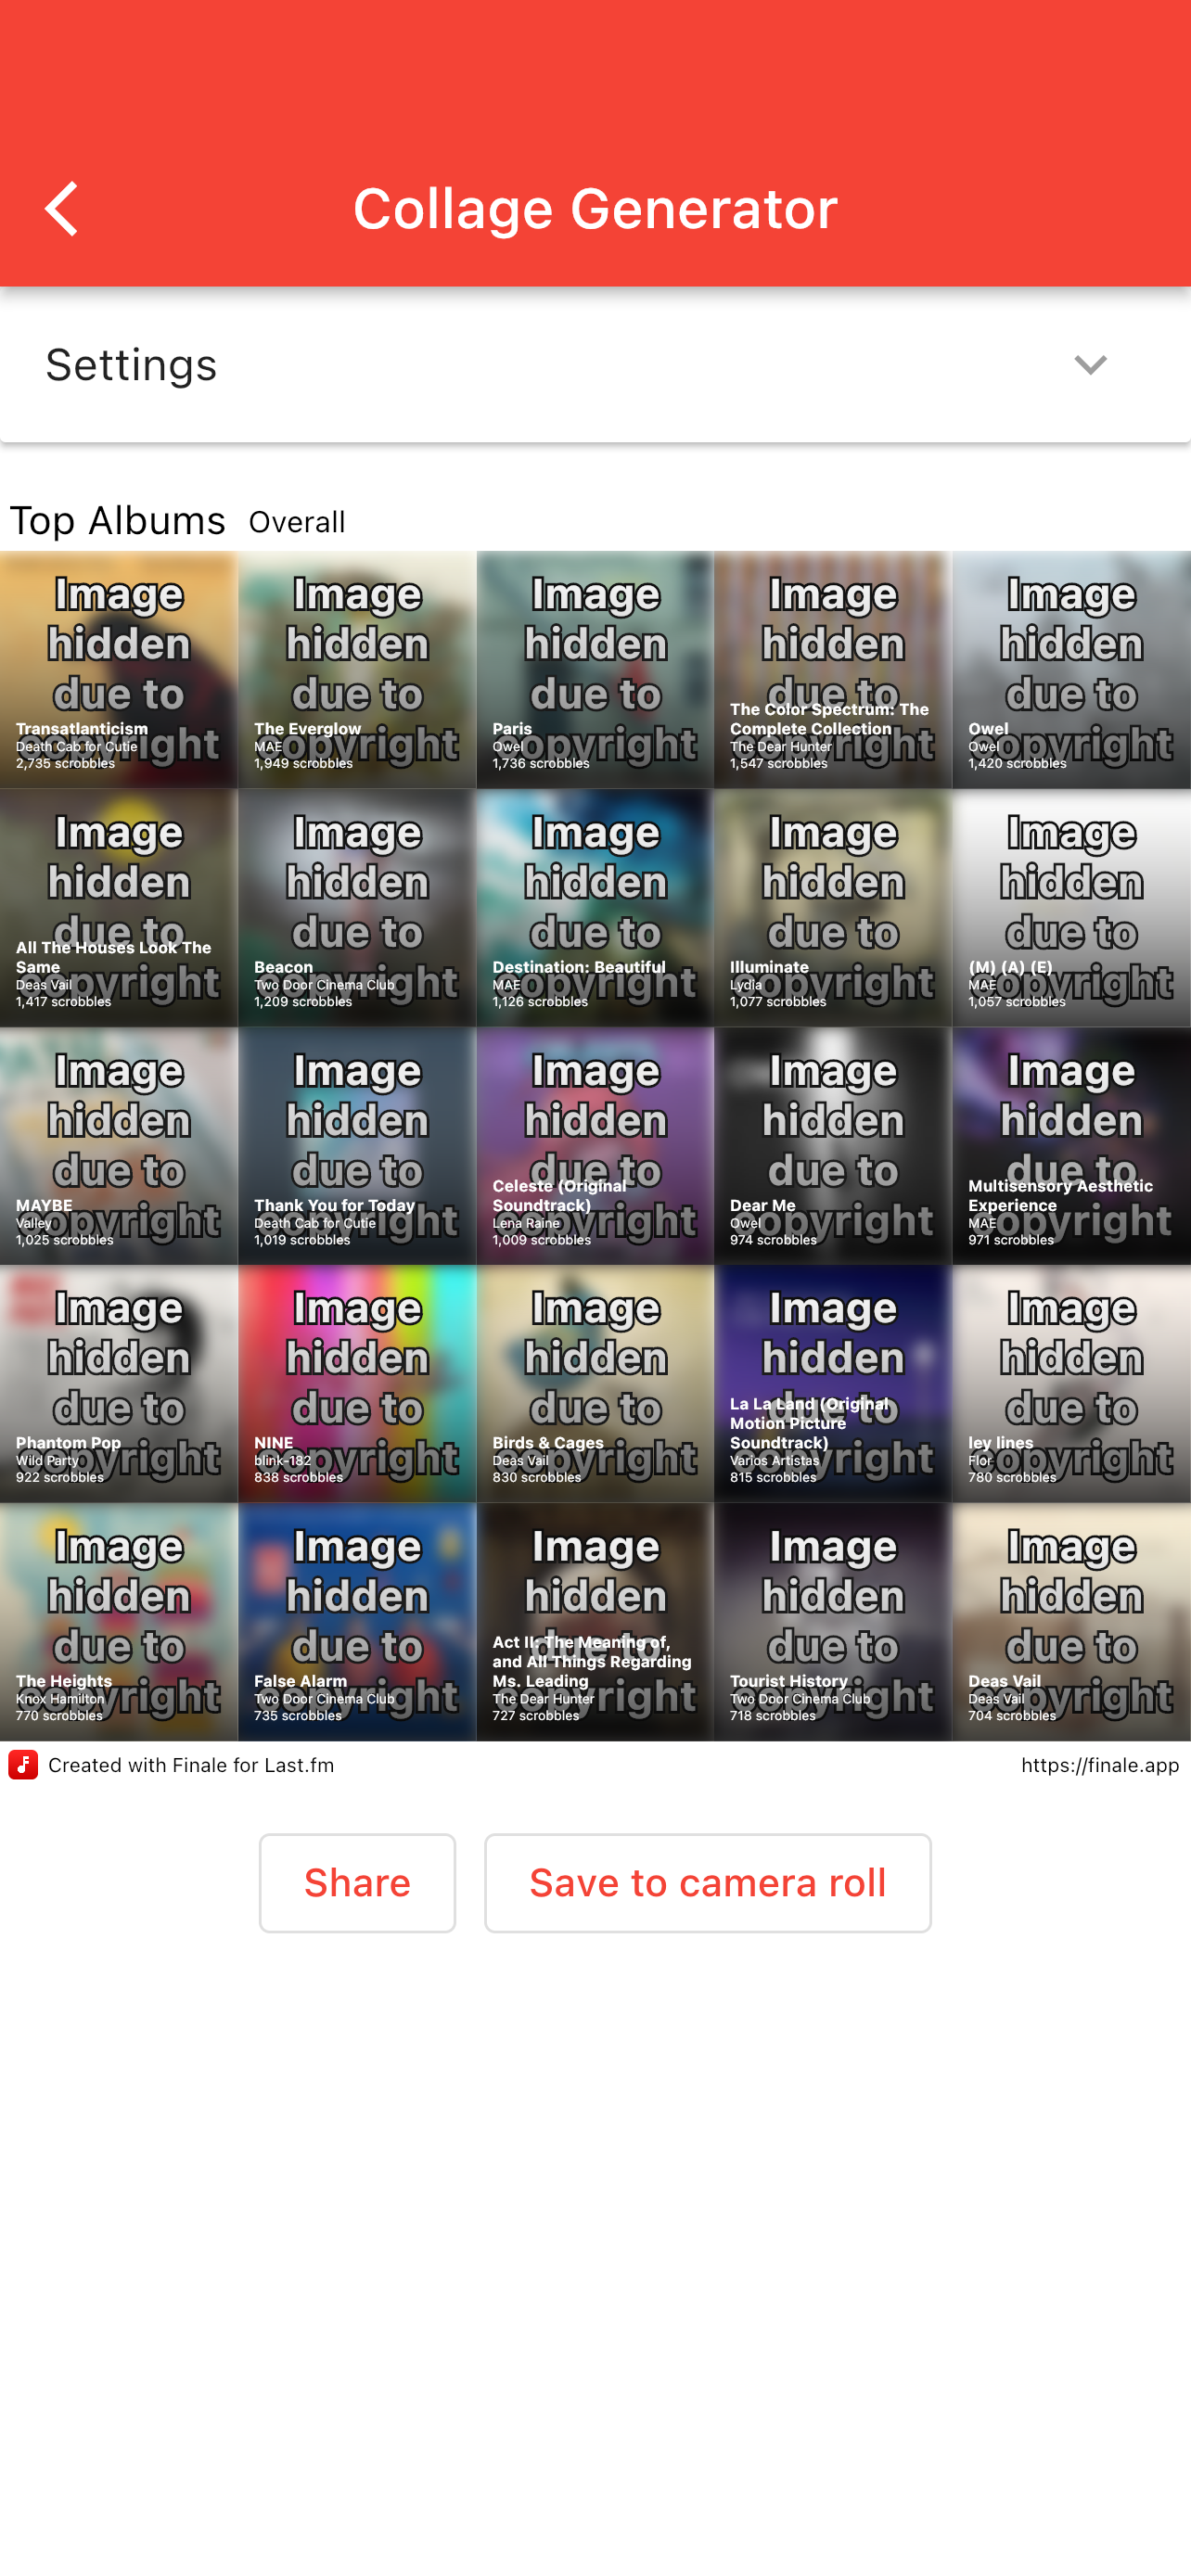 Collage Generator
Settings
Top Albums Overall
Image
hidden
due to
copyright
Transatlanticism
Death Cab for Cutie
2,735 scrobbles
Image
hidden
due to
copyright
The Everglow
MAE
1,949 scrobbles
Image
hidden
due to
copyright
Paris
Owel
1,736 scrobbles
Image
hidden
due to
copyright
The Color Spectrum: The
Complete Collection
The Dear Hunter
1,547 scrobbles
Image
hidden
due to
copyright
Owel
Owel
1,420 scrobbles
Image
hidden
due to
copyright
All The Houses Look The
Same
Deas Vail
1,417 scrobbles
Image
hidden
due to
copyright
Beacon
Two Door Cinema Club
1,209 scrobbles
Image
hidden
due to
copyright
Destination: Beautiful
MAE
1,126 scrobbles
Image
hidden
due to
copyright
Illuminate
Lydia
1,077 scrobbles
Image
hidden
due to
copyright
(M) (A) (E)
MAE
1,057 scrobbles
Image
hidden
due to
copyright
MAYBE
Valley
1,025 scrobbles
Image
hidden
due to
copyright
Thank You for Today
Death Cab for Cutie
1,019 scrobbles
Image
hidden
due to
copyright
Celeste (Original
Soundtrack)
Lena Raine
1,009 scrobbles
Image
hidden
due to
copyright
Dear Me
Owel
974 scrobbles
Image
hidden
due to
copyright
Multisensory Aesthetic
Experience
MAE
971 scrobbles
Image
hidden
due to
copyright
Phantom Pop
Wild Party
922 scrobbles
Image
hidden
due to
copyright
NINE
blink-182
838 scrobbles
Image
hidden
due to
copyright
Birds & Cages
Deas Vail
830 scrobbles
Image
hidden
due to
copyright
La La Land (Original
Motion Picture
Soundtrack)
Varios Artistas
815 scrobbles
Image
hidden
due to
copyright
ley lines
Flor
780 scrobbles
Image
hidden
due to
copyright
The Heights
Knox Hamilton
770 scrobbles
Image
hidden
due to
copyright
False Alarm
Two Door Cinema Club
735 scrobbles
Image
hidden
due to
copyright
Act II: The Meaning of,
and All Things Regarding
Ms. Leading
The Dear Hunter
727 scrobbles
Image
hidden
due to
copyright
Tourist History
Two Door Cinema Club
718 scrobbles
Image
hidden
due to
copyright
Deas Vail
Deas Vail
704 scrobbles
Created with Finale for Last.fm
https://finale.app
Share
Save to camera roll